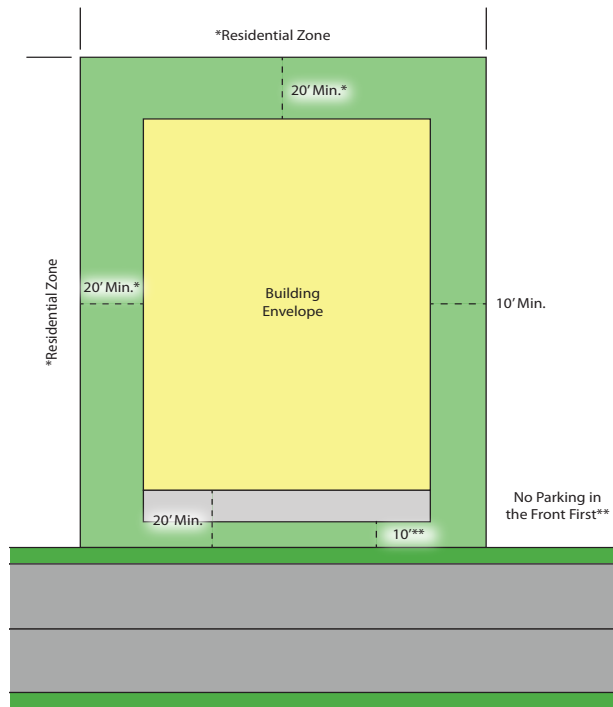 *Residential Zone
20' Min.*
*Residential Zone
20' Min.*
Building
Envelope
10' Min.
No Parking in
the Front First**
20' Min.
10'**